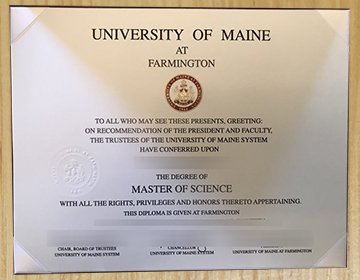 UNIVERSITY OF MAINE
AT
FARMINGTON
TO ALL WHO MAY SEE THESE PRESENTS, GREETING:
ON RECOMMENDATION OF THE PRESIDENT AND FACULTY,
THE TRUSTEES OF THE UNIVERSITY OF MAINE SYSTEM
HAVE CONFERRED UPON
THE DEGREE OF
MASTER OF SCIENCE
WITH ALL THE RIGHTS, PRIVILEGES AND HONORS THERETO APPERTAINING.
THIS DIPLOMA IS GIVEN AT FARMINGTON
CHAIR, BOARD OF TRUSTEES CHANCELLOR PRESIDENT
UNIVERSITY OF MAINE SYSTEM UNIVERSITY OF MAINE SYSTEM UNIVERSITY OF MAINE AT FARMINGTON